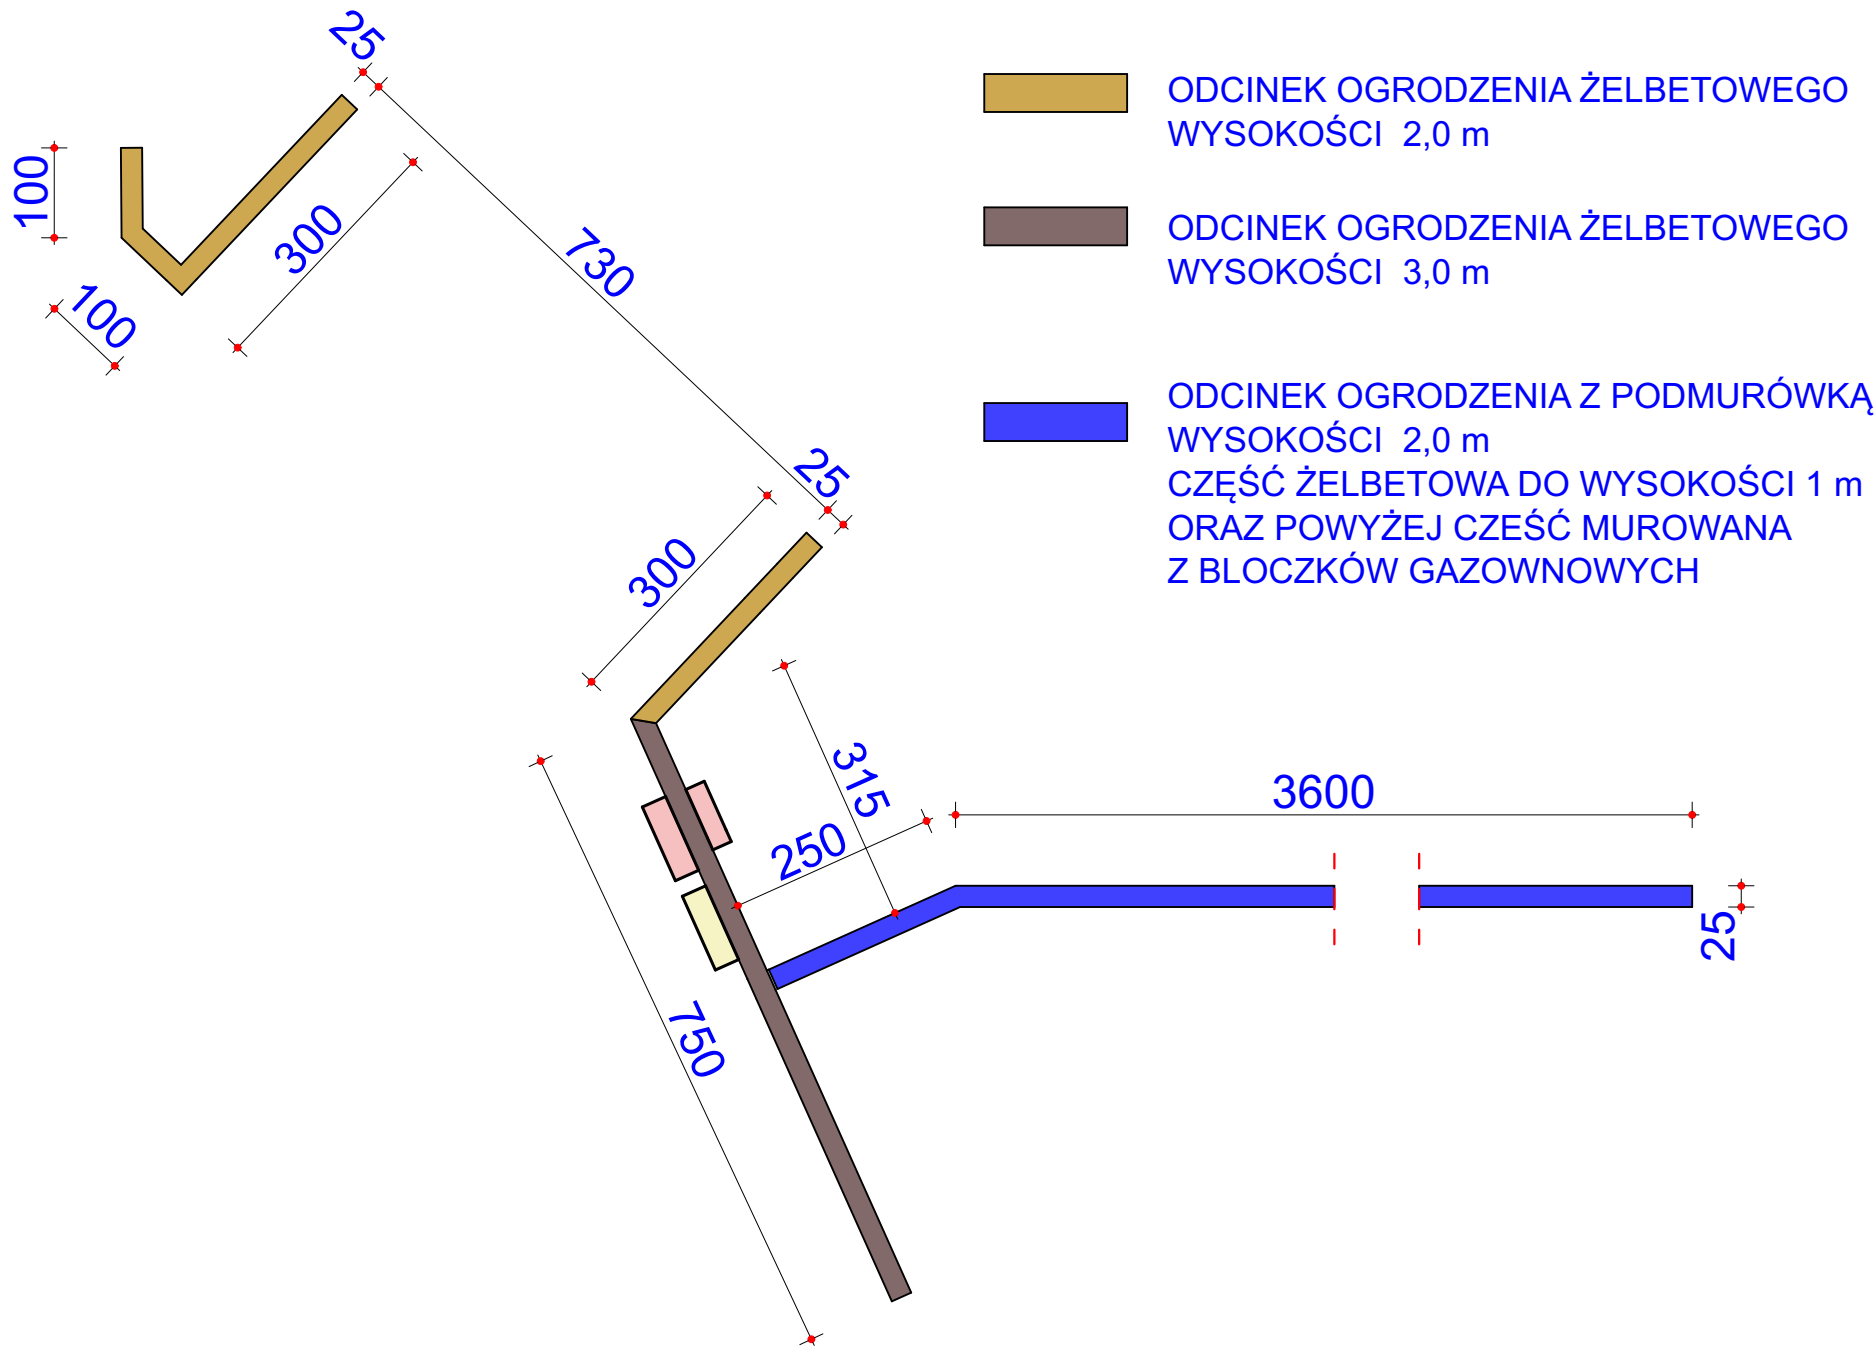 25
ODCINEK OGRODZENIA ŻELBETOWEGO
WYSOKOŚCI 2,0 m
100
300
730
ODCINEK OGRODZENIA ŻELBETOWEGO
WYSOKOŚCI 3,0 m
100
ODCINEK OGRODZENIA Z PODMURÓWKĄ
WYSOKOŚCI 2,0 m
CZĘŚĆ ŻELBETOWA DO WYSOKOŚCI 1 m
ORAZ POWYŻEJ CZEŚĆ MUROWANA
Z BLOCZKÓW GAZOWNOWYCH
25
300
315
3600
250
25
750